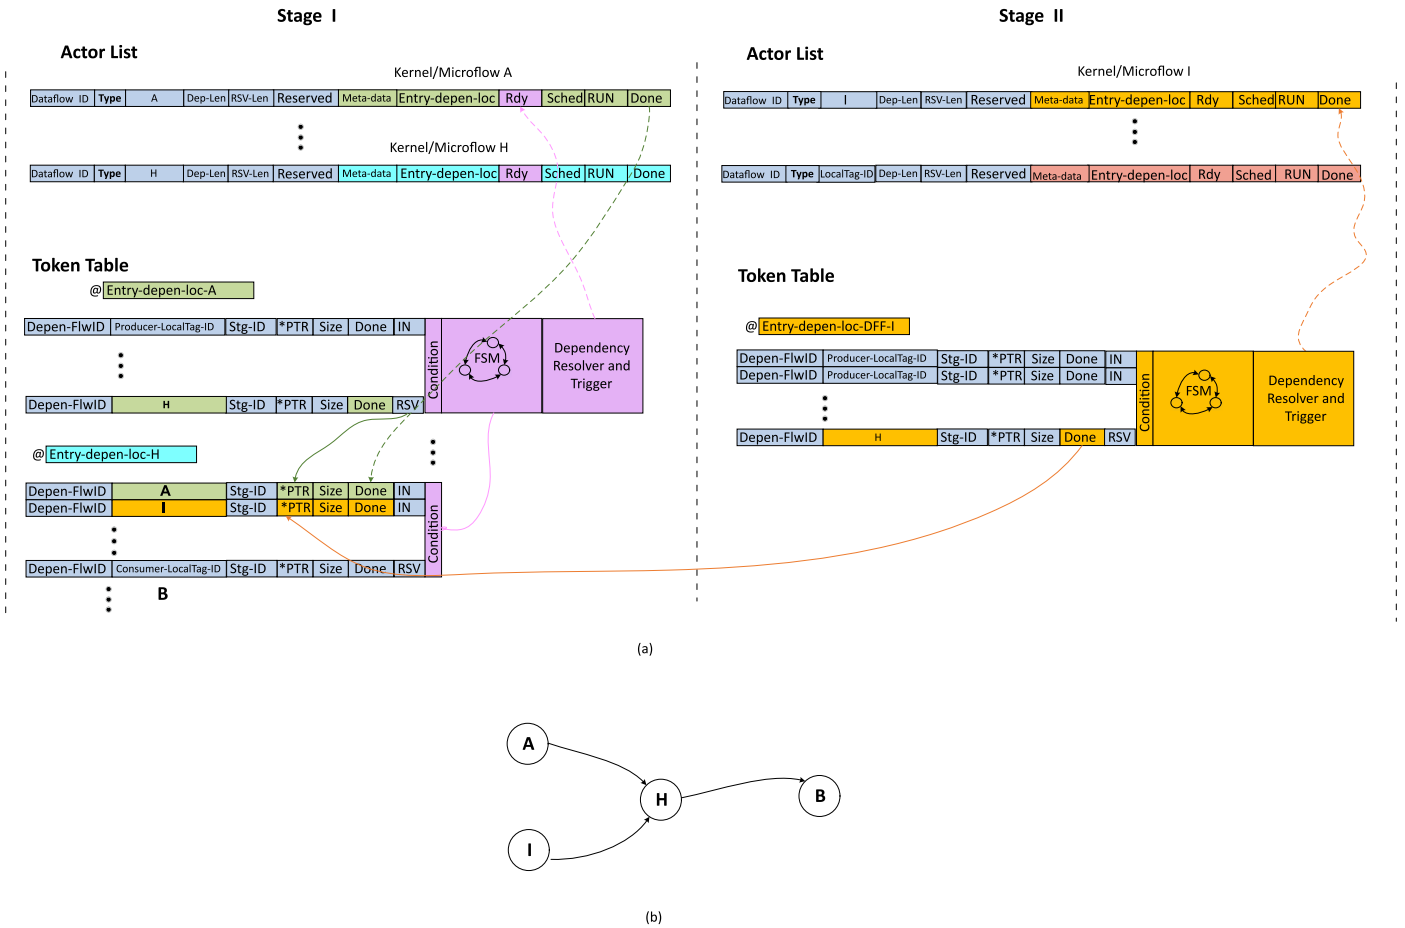 Stage I
Actor List
Kernel/Microflow A
Dataflow ID Type A Dep-Len RSV-Len Reserved Meta-data Entry-depen-loc Rdy Sched RUN Done
Kernel/Microflow H
Dataflow ID Type H Dep-Len RSV-Len Reserved Meta-data Entry-depen-loc Rdy Sched RUN Done
Token Table
@ Entry-depen-loc-A
Depen-FlwID Producer-LocalTag-ID Stg-ID *PTR Size Done IN
Depen-FlwID H Stg-ID *PTR Size Done RSV
Condition
FSM
Dependency
Resolver and
Trigger
@ Entry-depen-loc-H
Depen-FlwID A Stg-ID *PTR Size Done IN
Depen-FlwID I Stg-ID *PTR Size Done IN
Depen-FlwID Consumer-LocalTag-ID Stg-ID *PTR Size Done RSV
Condition
B
Stage II
Actor List
Kernel/Microflow I
Dataflow ID Type I Dep-Len RSV-Len Reserved Meta-data Entry-depen-loc Rdy Sched RUN Done
Dataflow ID Type LocalTag-ID Dep-Len RSV-Len Reserved Meta-data Entry-depen-loc Rdy Sched RUN Done
Token Table
@ Entry-depen-loc-DFF-I
Depen-FlwID Producer-LocalTag-ID Stg-ID *PTR Size Done IN
Depen-FlwID Producer-LocalTag-ID Stg-ID *PTR Size Done IN
Depen-FlwID H Stg-ID *PTR Size Done RSV
Condition
FSM
Dependency
Resolver and
Trigger
(a)
A
H
B
I
(b)